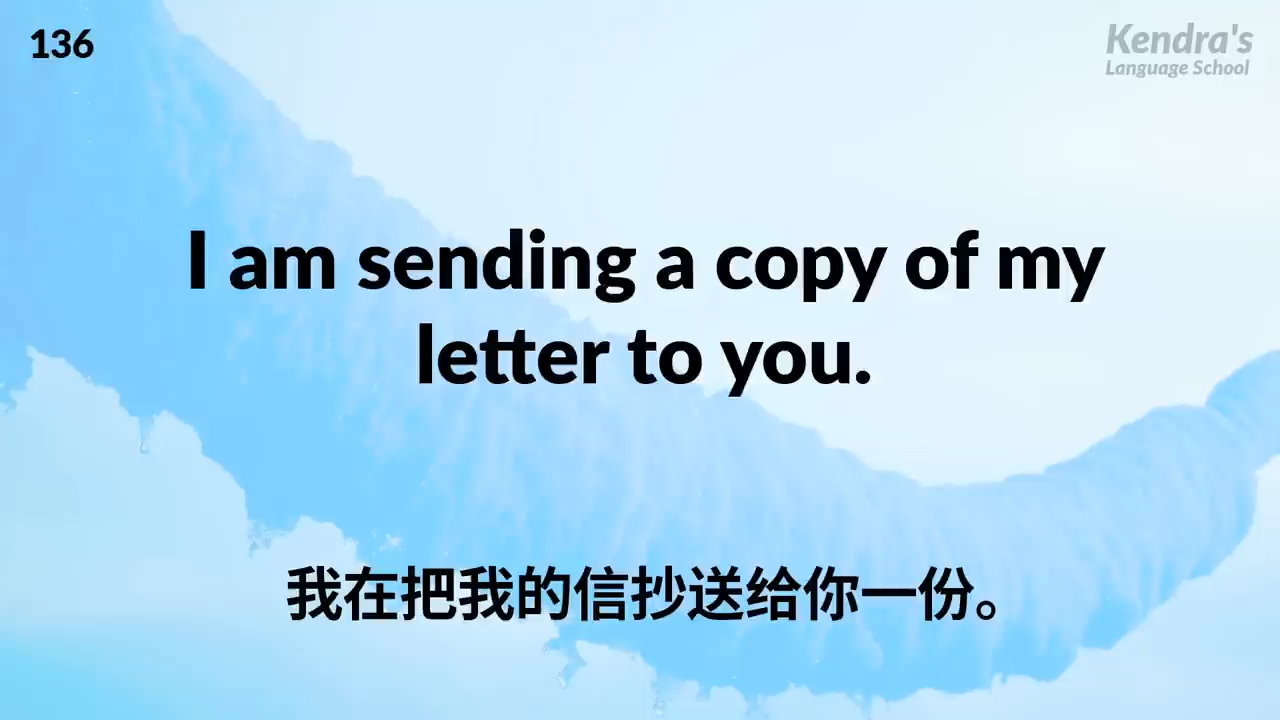 136
Kendra's
Language School
I am sending a copy of my
letter to you.
我在把我的信抄送给你一份。